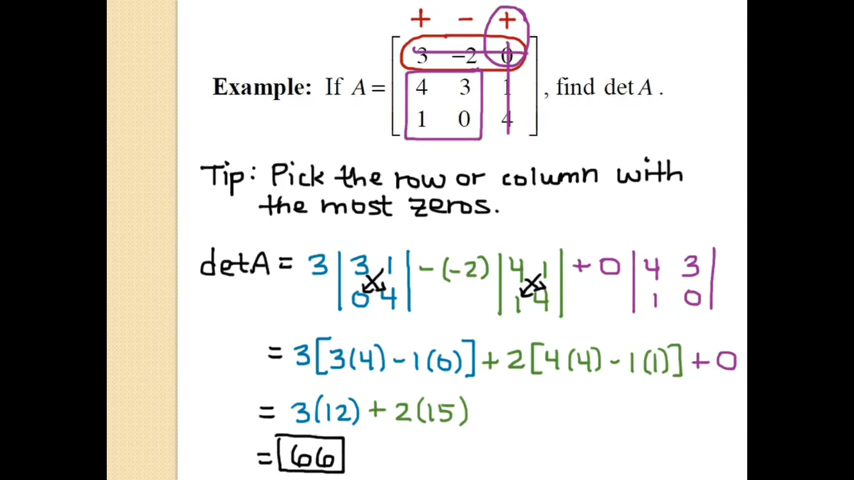 + − +
3 −2 0
Example: If A = 4 3 1 , find det A .
1 0 4
Tip: Pick the row or column with
the most zeros.
detA = 3 |3 1| − (−2) |4 1| + 0 |4 3|
|0 4| |1 4| |1 0|
= 3[3(4) − 1(0)] + 2[4(4) − 1(1)] + 0
= 3(12) + 2(15)
= 66